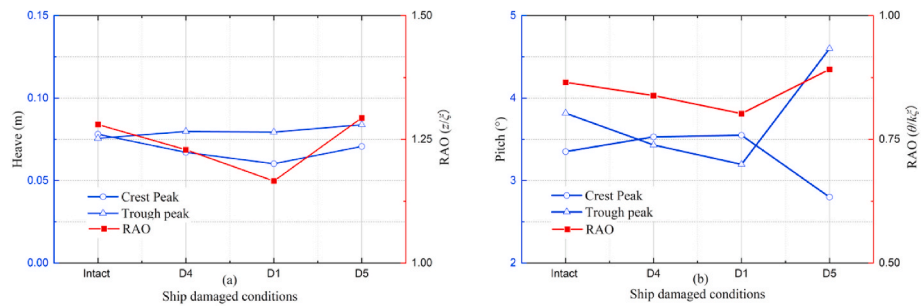 0.15
0.10
0.05
0.00
Heave (m)
1.50
1.25
1.00
RAO (z/ξ)
Crest Peak
Trough peak
RAO
Intact
D4
D1
D5
(a)
Ship damaged conditions
5
4
3
2
Pitch (°)
1.00
0.75
0.50
RAO (θ/kξ)
Crest Peak
Trough peak
RAO
Intact
D4
D1
D5
(b)
Ship damaged conditions